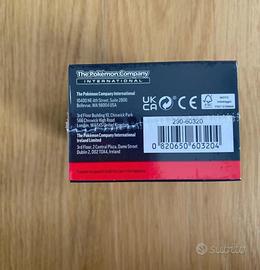 The Pokémon Company
INTERNATIONAL
The Pokémon Company International
10400 NE 4th Street, Suite 2800
Bellevue, WA 98004
USA
3rd Floor Building 10, Chiswick Park
566 Chiswick High Road
London, W4 5XS United Kingdom
The Pokémon Company International
Ireland Limited
3rd Floor, 2 Central Plaza, Dame Street
Dublin 2, D02 T0X4, Ireland
UK
CA
CE
FSC
MIX
290-60320
0 820650 603204
subito